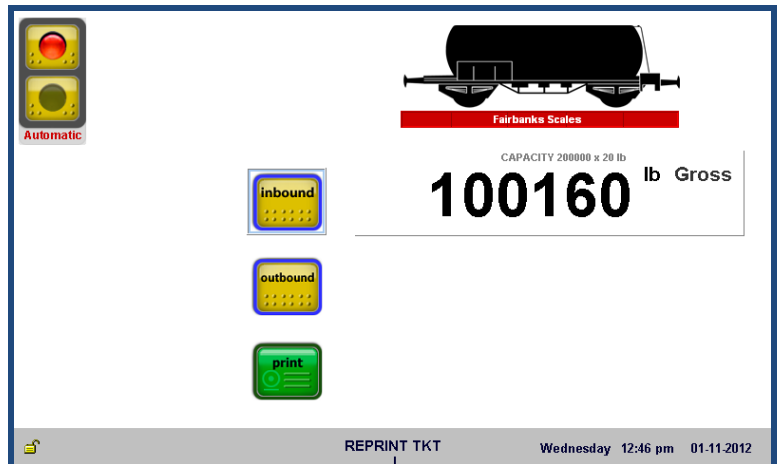 Automatic
Fairbanks Scales
CAPACITY 200000 x 20 lb
100160 lb Gross
inbound
outbound
print
REPRINT TKT Wednesday 12:46 pm 01-11-2012